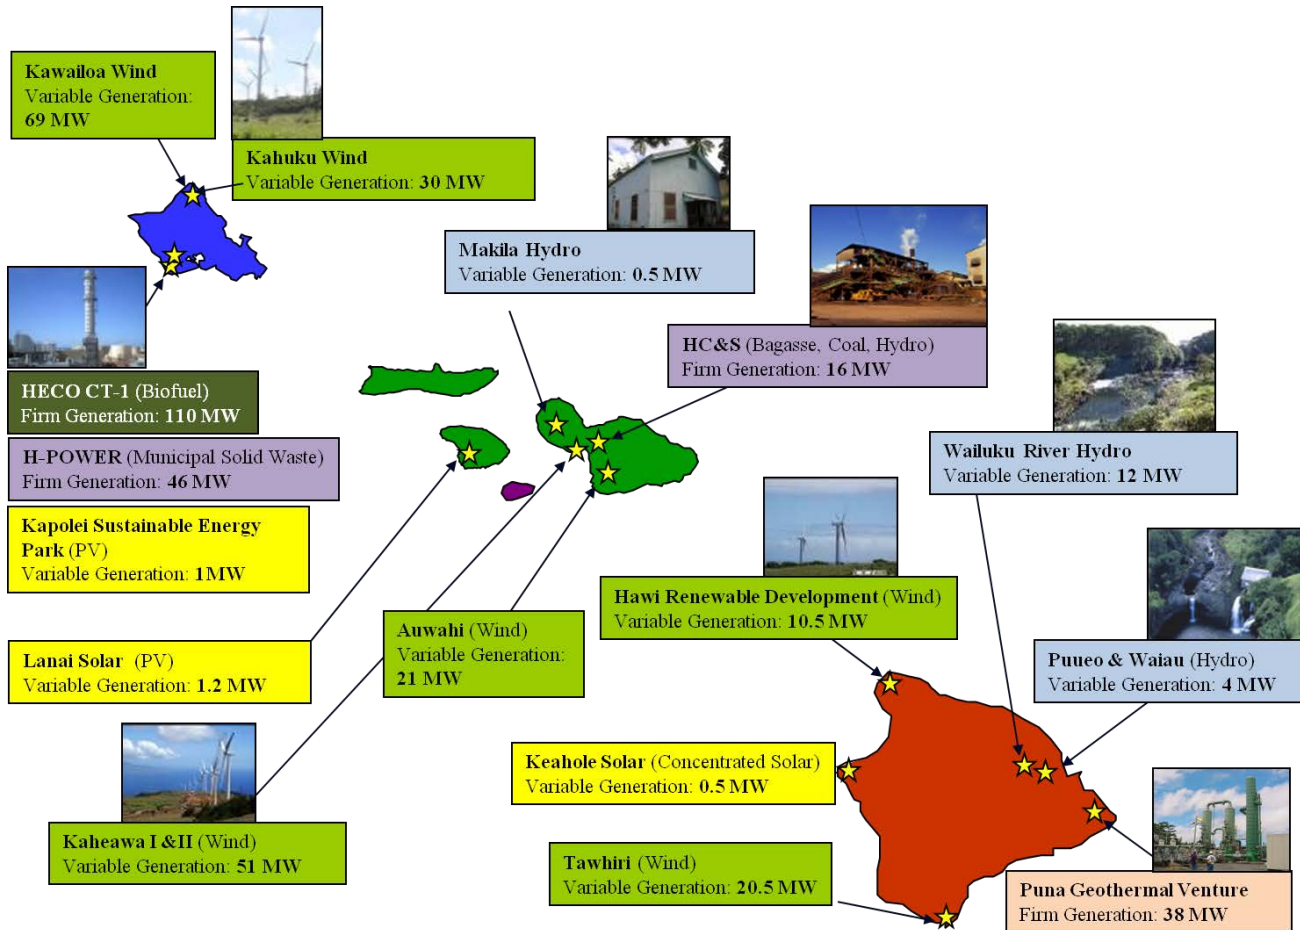 Kawailoa Wind
Variable Generation:
69 MW
Kahuku Wind
Variable Generation: 30 MW
Makila Hydro
Variable Generation: 0.5 MW
HC&S (Bagasse, Coal, Hydro)
Firm Generation: 16 MW
HECO CT-1 (Biofuel)
Firm Generation: 110 MW
H-POWER (Municipal Solid Waste)
Firm Generation: 46 MW
Kapolei Sustainable Energy
Park (PV)
Variable Generation: 1MW
Lanai Solar (PV)
Variable Generation: 1.2 MW
Kaheawa I &II (Wind)
Variable Generation: 51 MW
Auwahi (Wind)
Variable Generation:
21 MW
Wailuku River Hydro
Variable Generation: 12 MW
Hawi Renewable Development (Wind)
Variable Generation: 10.5 MW
Puueo & Waiau (Hydro)
Variable Generation: 4 MW
Keahole Solar (Concentrated Solar)
Variable Generation: 0.5 MW
Tawhiri (Wind)
Variable Generation: 20.5 MW
Puna Geothermal Venture
Firm Generation: 38 MW